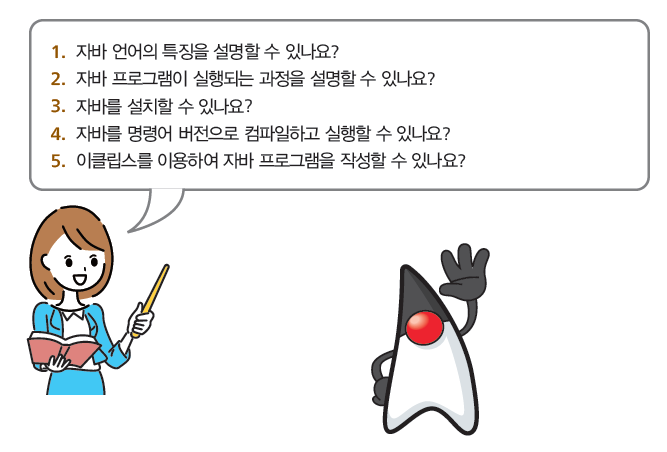 1. 자바 언어의 특징을 설명할 수 있나요?
2. 자바 프로그램이 실행되는 과정을 설명할 수 있나요?
3. 자바를 설치할 수 있나요?
4. 자바를 명령어 버전으로 컴파일하고 실행할 수 있나요?
5. 이클립스를 이용하여 자바 프로그램을 작성할 수 있나요?